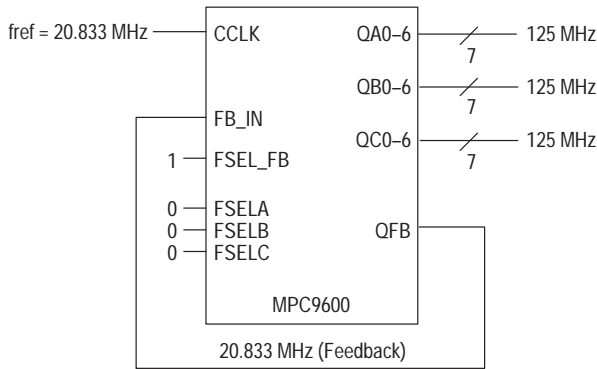 fref = 20.833 MHz CCLK QA0–6 125 MHz
7
QB0–6 125 MHz
7
FB_IN
QC0–6 125 MHz
7
1 FSEL_FB
0 FSELA
0 FSELB QFB
0 FSELC
MPC9600
20.833 MHz (Feedback)